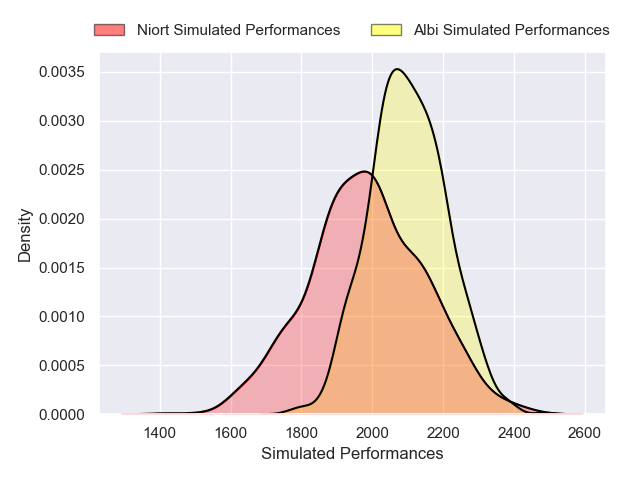 Niort Simulated Performances Albi Simulated Performances
0.0035
0.0030
0.0025
0.0020
0.0015
0.0010
0.0005
0.0000
Density
1400 1600 1800 2000 2200 2400 2600
Simulated Performances